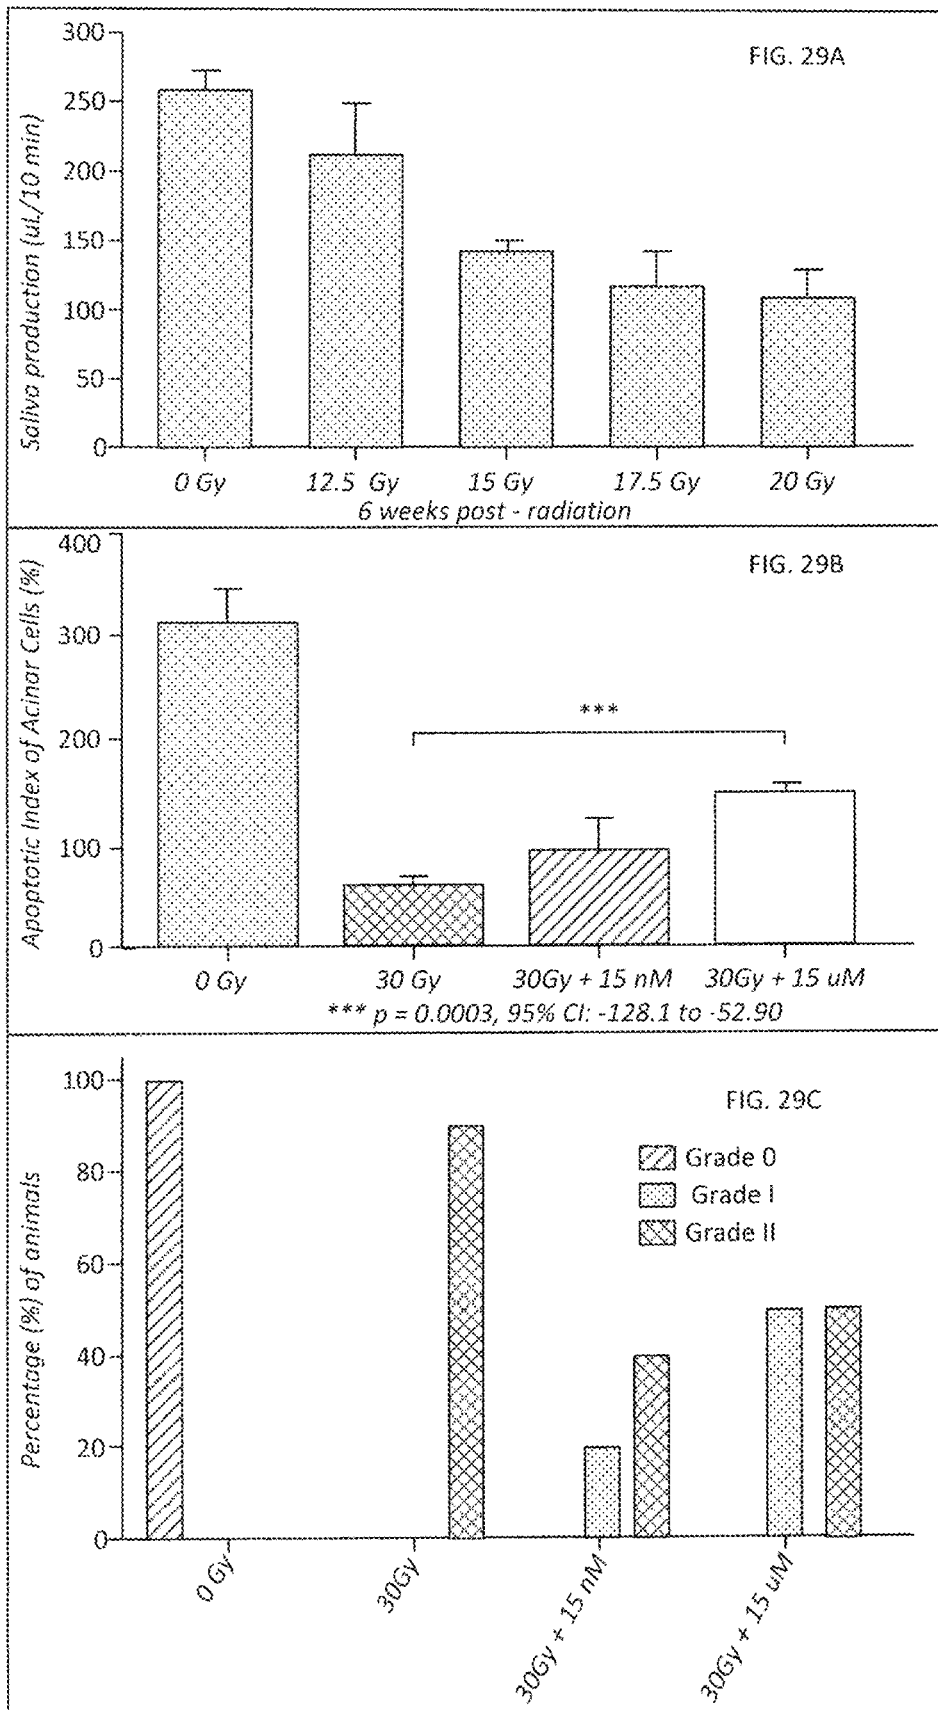 FIG. 29A
Saliva production (uL/10 min)
300
250
200
150
100
50
0
0 Gy 12.5 Gy 15 Gy 17.5 Gy 20 Gy
6 weeks post - radiation
FIG. 29B
Apoptotic Index of Acinar Cells (%)
400
300
200
100
0
***
0 Gy 30 Gy 30Gy + 15 nM 30Gy + 15 uM
*** p = 0.0003, 95% CI: -128.1 to -52.90
FIG. 29C
Percentage (%) of animals
100
80
60
40
20
0
Grade 0
Grade I
Grade II
0 Gy 30Gy 30Gy + 15 nM 30Gy + 15 uM